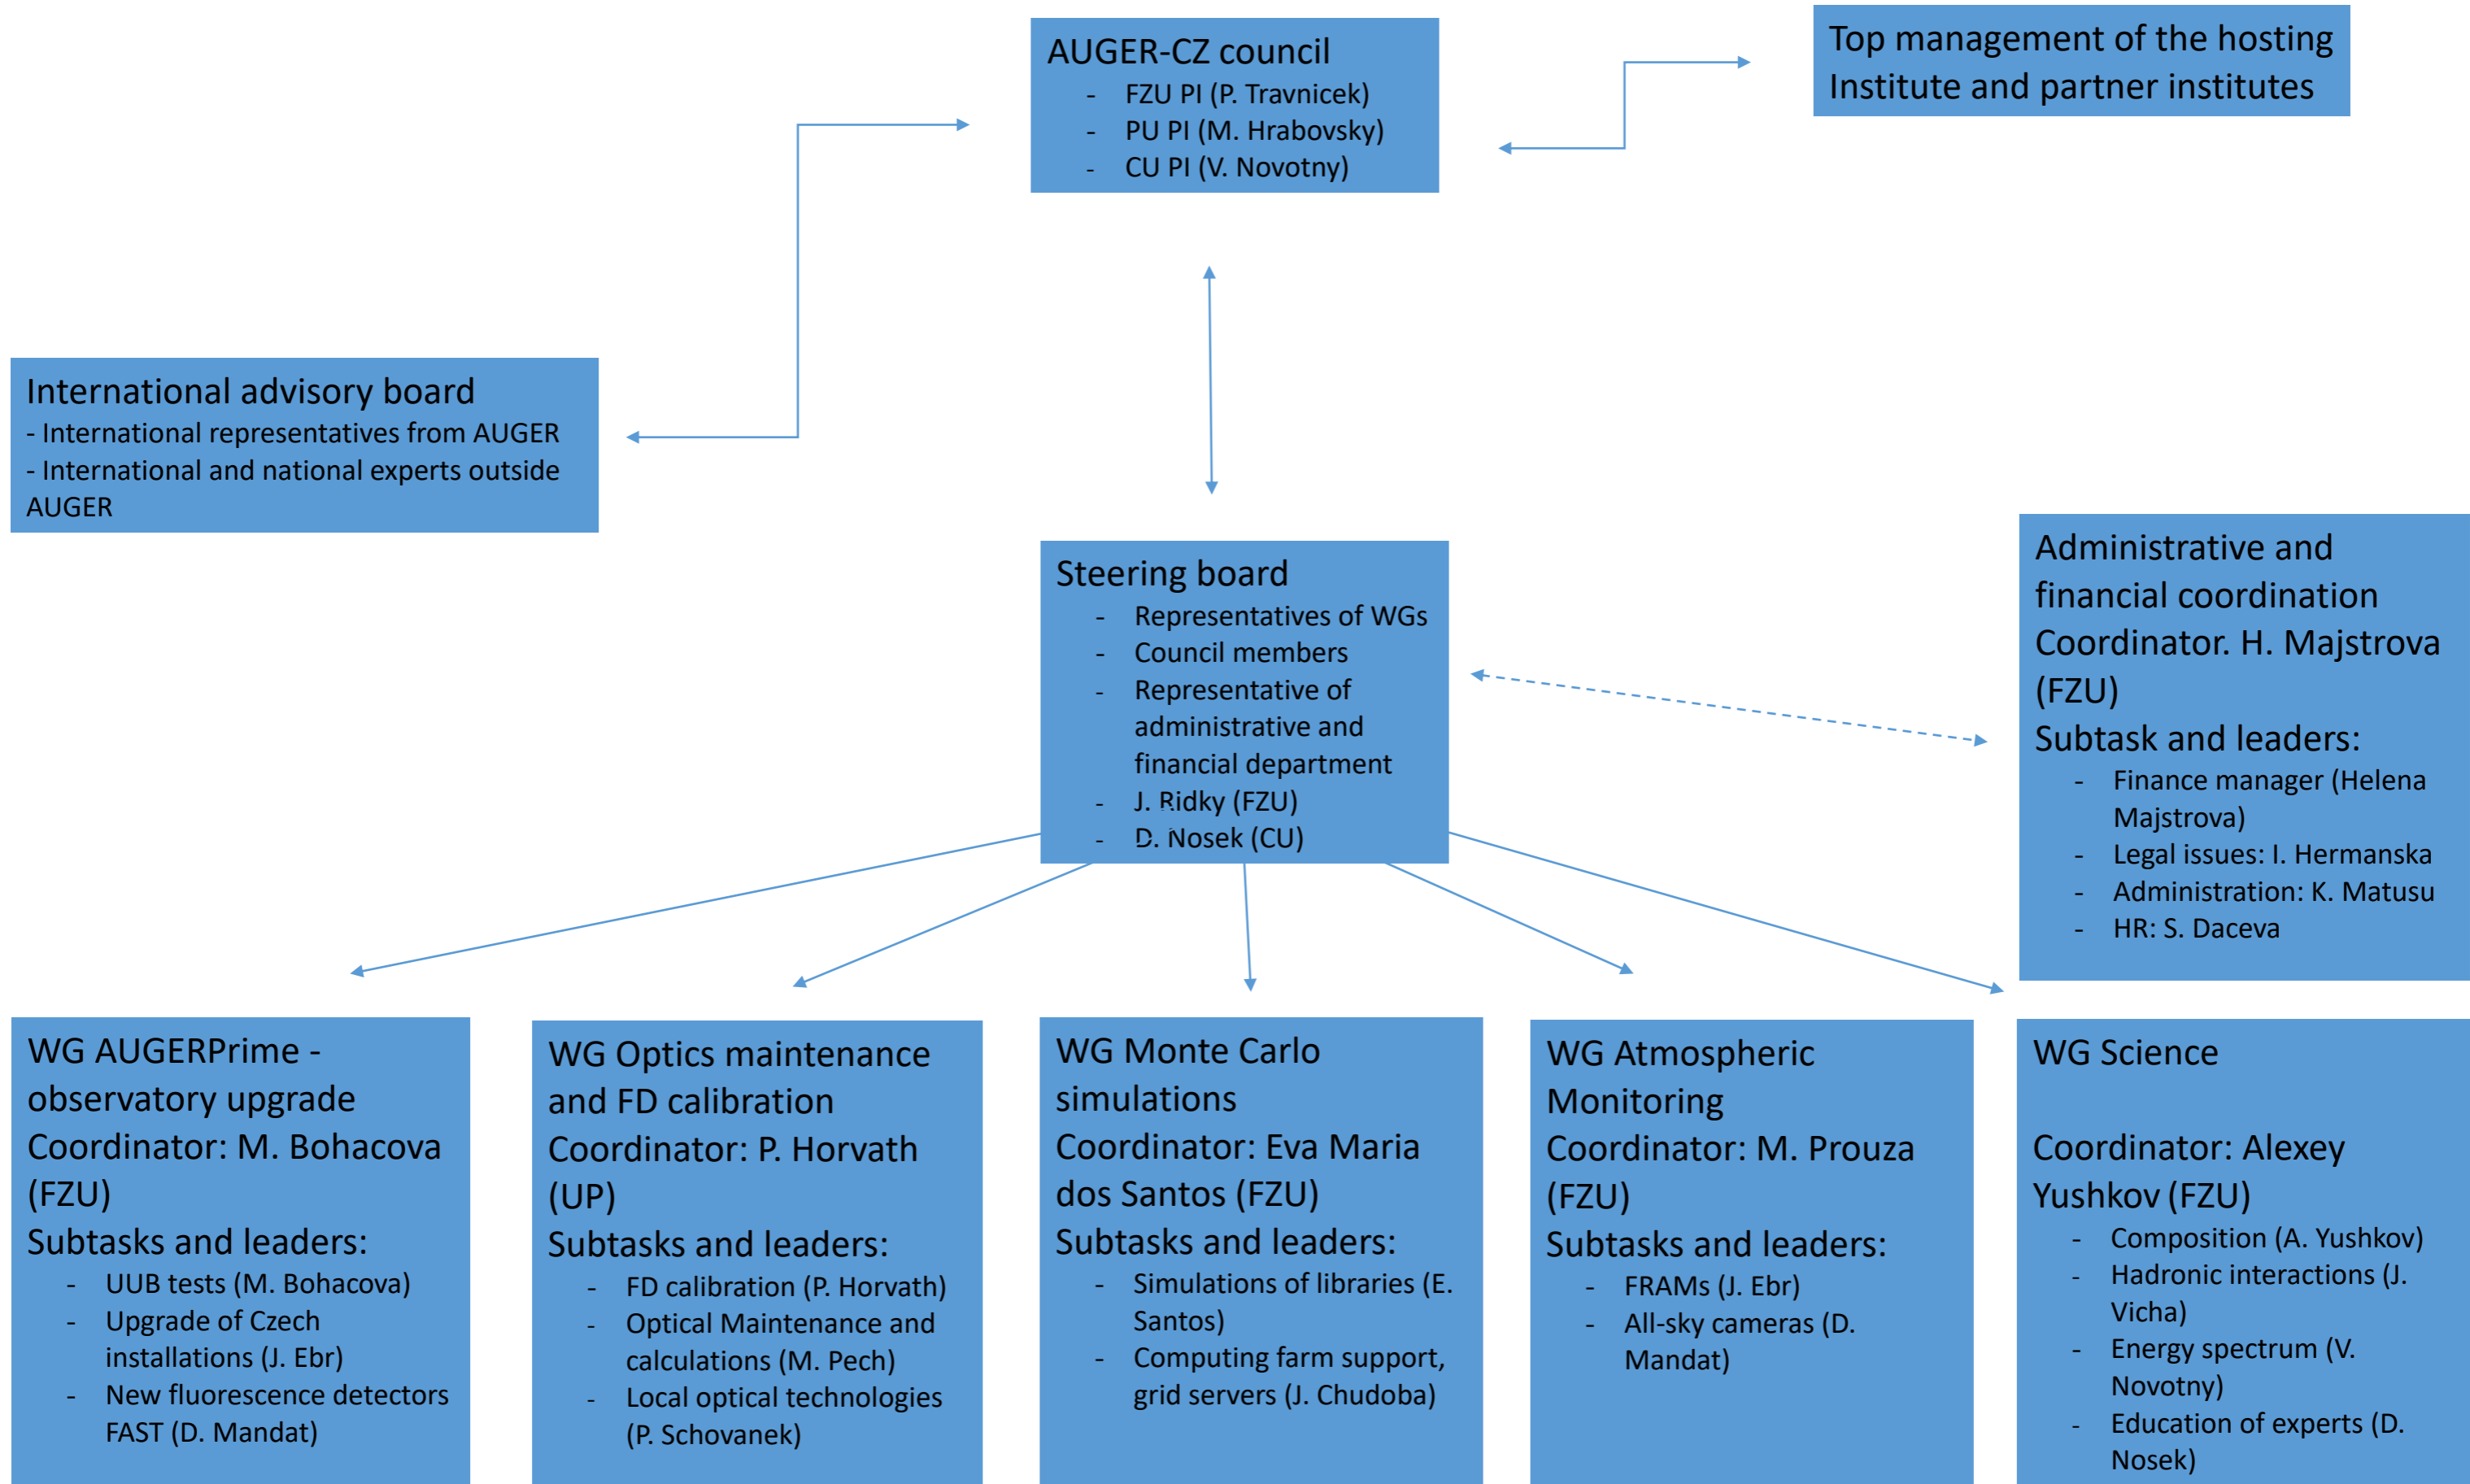 AUGER-CZ council
- FZU PI (P. Travnicek)
- PU PI (M. Hrabovsky)
- CU PI (V. Novotny)
Top management of the hosting
Institute and partner institutes
International advisory board
- International representatives from AUGER
- International and national experts outside
AUGER
Steering board
- Representatives of WGs
- Council members
- Representative of
administrative and
financial department
- J. Ridky (FZU)
- D. Nosek (CU)
Administrative and
financial coordination
Coordinator. H. Majstrova
(FZU)
Subtask and leaders:
- Finance manager (Helena
Majstrova)
- Legal issues: I. Hermanska
- Administration: K. Matusu
- HR: S. Daceva
WG AUGERPrime -
observatory upgrade
Coordinator: M. Bohacova
(FZU)
Subtasks and leaders:
- UUB tests (M. Bohacova)
- Upgrade of Czech
installations (J. Ebr)
- New fluorescence detectors
FAST (D. Mandat)
WG Optics maintenance
and FD calibration
Coordinator: P. Horvath
(UP)
Subtasks and leaders:
- FD calibration (P. Horvath)
- Optical Maintenance and
calculations (M. Pech)
- Local optical technologies
(P. Schovanek)
WG Monte Carlo
simulations
Coordinator: Eva Maria
dos Santos (FZU)
Subtasks and leaders:
- Simulations of libraries (E.
Santos)
- Computing farm support,
grid servers (J. Chudoba)
WG Atmospheric
Monitoring
Coordinator: M. Prouza
(FZU)
Subtasks and leaders:
- FRAMs (J. Ebr)
- All-sky cameras (D.
Mandat)
WG Science
Coordinator: Alexey
Yushkov (FZU)
- Composition (A. Yushkov)
- Hadronic interactions (J.
Vicha)
- Energy spectrum (V.
Novotny)
- Education of experts (D.
Nosek)